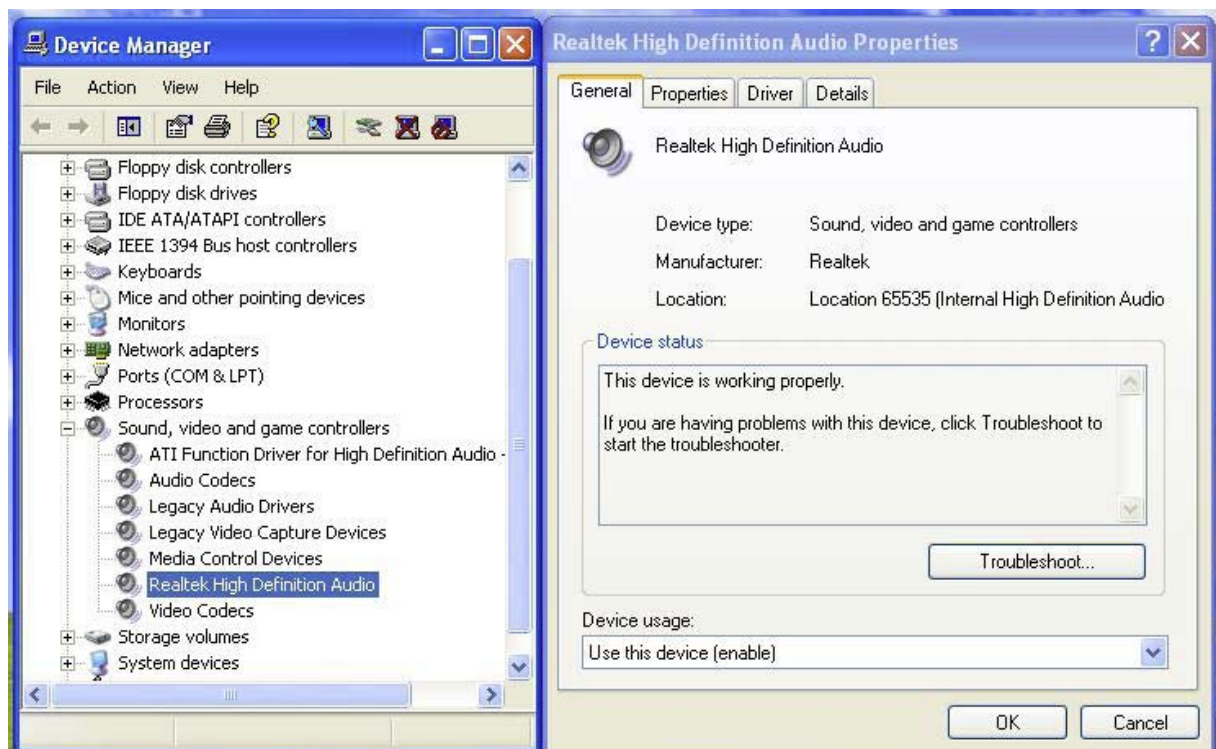 Device Manager
File Action View Help
Floppy disk controllers
Floppy disk drives
IDE ATA/ATAPI controllers
IEEE 1394 Bus host controllers
Keyboards
Mice and other pointing devices
Monitors
Network adapters
Ports (COM & LPT)
Processors
Sound, video and game controllers
ATI Function Driver for High Definition Audio -
Audio Codecs
Legacy Audio Drivers
Legacy Video Capture Devices
Media Control Devices
Realtek High Definition Audio
Video Codecs
Storage volumes
System devices
Realtek High Definition Audio Properties
General Properties Driver Details
Realtek High Definition Audio
Device type: Sound, video and game controllers
Manufacturer: Realtek
Location: Location 65535 (Internal High Definition Audio
Device status
This device is working properly.
If you are having problems with this device, click Troubleshoot to
start the troubleshooter.
Troubleshoot...
Device usage:
Use this device (enable)
OK Cancel